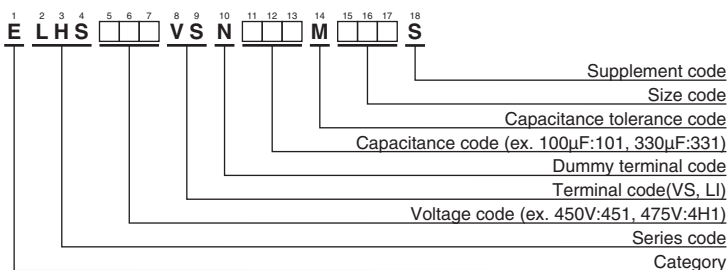 1 2 3 4 5 6 7 8 9 10 11 12 13 14 15 16 17 18
E LHS □□□ VS N □□□ M □□□ S
Supplement code
Size code
Capacitance tolerance code
Capacitance code (ex. 100μF:101, 330μF:331)
Dummy terminal code
Terminal code(VS, LI)
Voltage code (ex. 450V:451, 475V:4H1)
Series code
Category